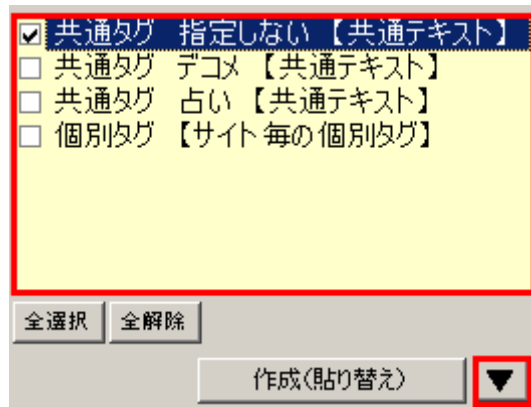 共通タグ 指定しない 【共通テキスト】
共通タグ デコメ 【共通テキスト】
共通タグ 占い 【共通テキスト】
個別タグ 【サイト毎の個別タグ】
全選択 全解除
作成(貼り替え) ▼